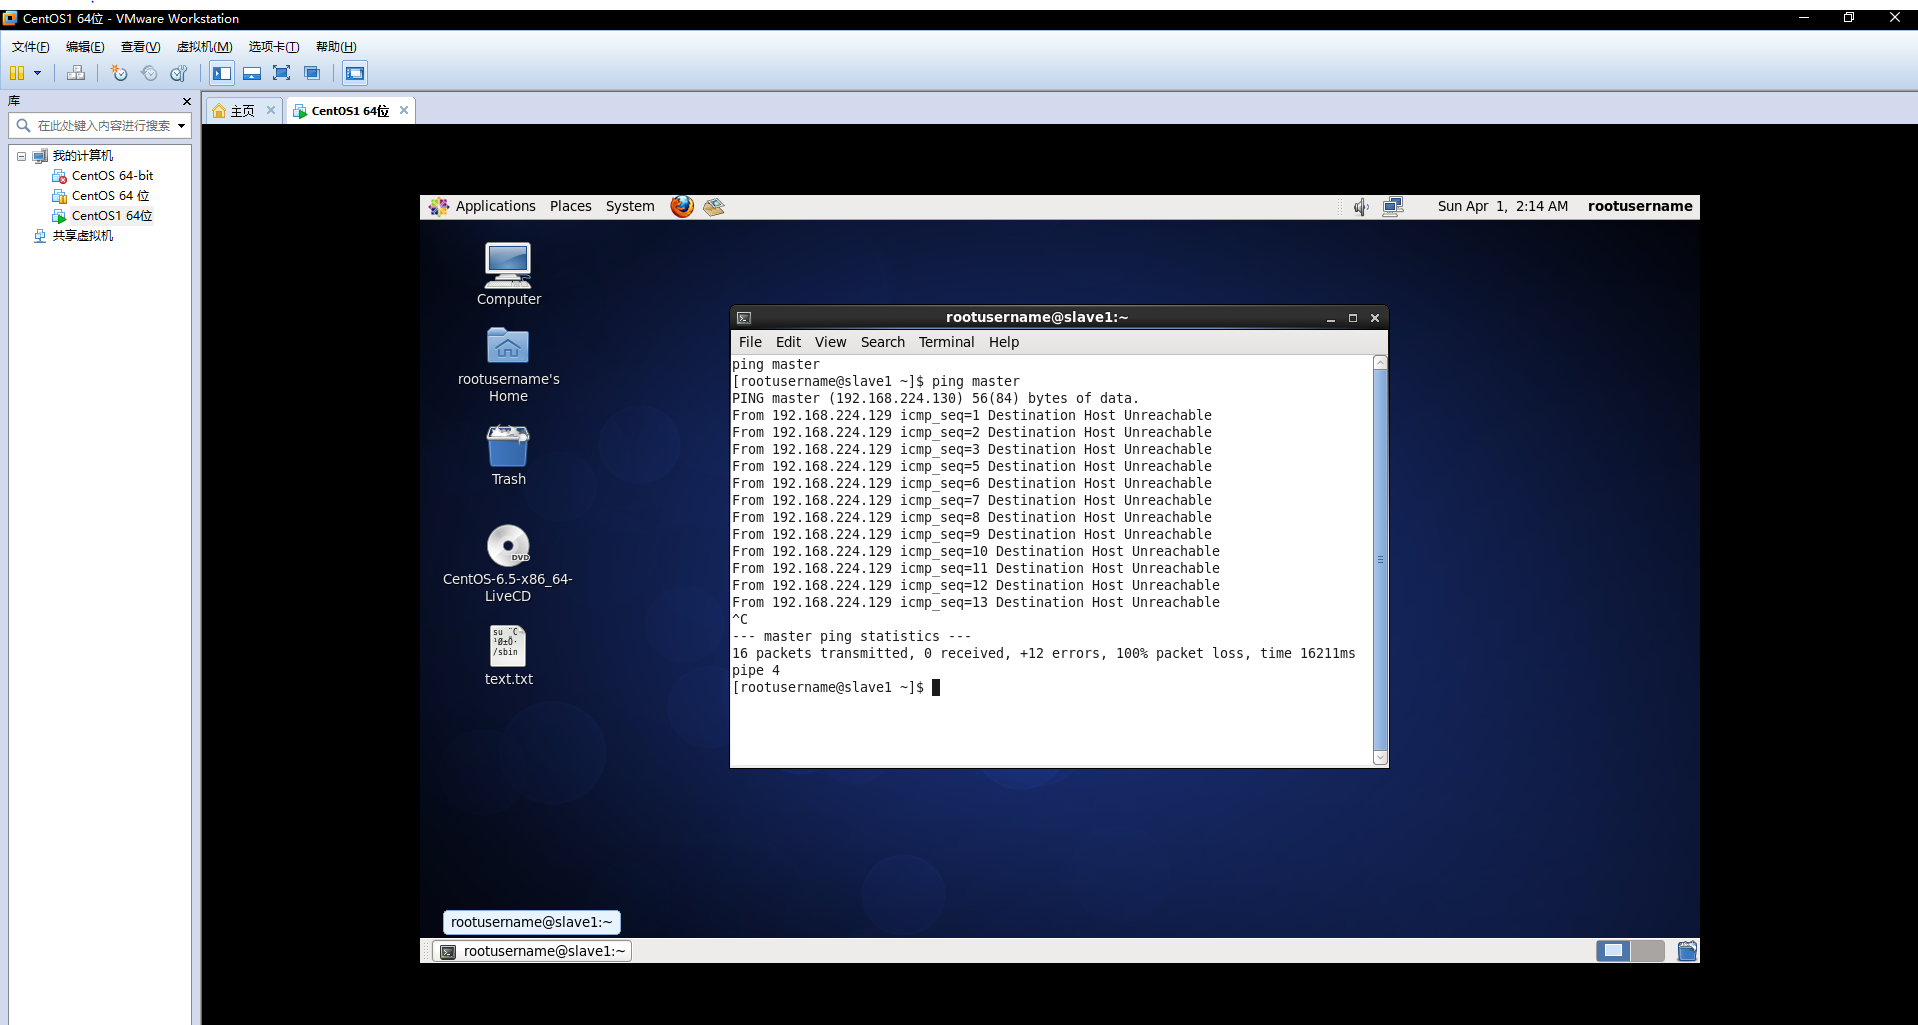 CentOS1 64位 - VMware Workstation
文件(F) 编辑(E) 查看(V) 虚拟机(M) 选项卡(T) 帮助(H)
库
在此处键入内容进行搜索
我的计算机
CentOS 64-bit
CentOS 64 位
CentOS1 64位
共享虚拟机
主页
CentOS1 64位
Applications Places System
Sun Apr 1, 2:14 AM rootusername
Computer
rootusername's
Home
Trash
DVD
CentOS-6.5-x86_64-
LiveCD
su ¨C
¹Ø±Õ·
/sbin
text.txt
rootusername@slave1:~
File Edit View Search Terminal Help
ping master
[rootusername@slave1 ~]$ ping master
PING master (192.168.224.130) 56(84) bytes of data.
From 192.168.224.129 icmp_seq=1 Destination Host Unreachable
From 192.168.224.129 icmp_seq=2 Destination Host Unreachable
From 192.168.224.129 icmp_seq=3 Destination Host Unreachable
From 192.168.224.129 icmp_seq=5 Destination Host Unreachable
From 192.168.224.129 icmp_seq=6 Destination Host Unreachable
From 192.168.224.129 icmp_seq=7 Destination Host Unreachable
From 192.168.224.129 icmp_seq=8 Destination Host Unreachable
From 192.168.224.129 icmp_seq=9 Destination Host Unreachable
From 192.168.224.129 icmp_seq=10 Destination Host Unreachable
From 192.168.224.129 icmp_seq=11 Destination Host Unreachable
From 192.168.224.129 icmp_seq=12 Destination Host Unreachable
From 192.168.224.129 icmp_seq=13 Destination Host Unreachable
^C
--- master ping statistics ---
16 packets transmitted, 0 received, +12 errors, 100% packet loss, time 16211ms
pipe 4
[rootusername@slave1 ~]$
rootusername@slave1:~
rootusername@slave1:~